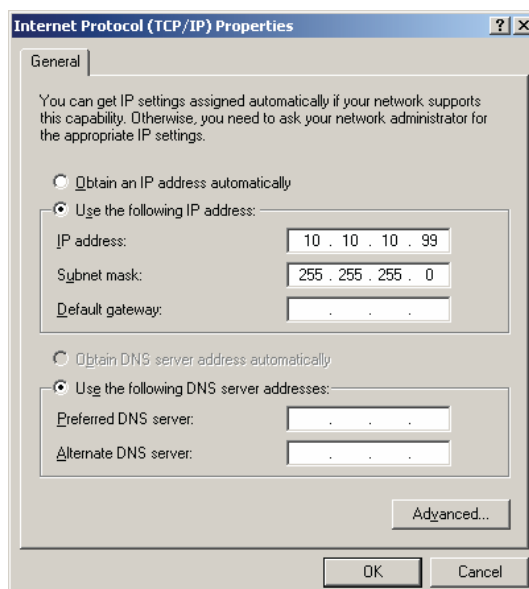 Internet Protocol (TCP/IP) Properties
General
You can get IP settings assigned automatically if your network supports
this capability. Otherwise, you need to ask your network administrator for
the appropriate IP settings.
Obtain an IP address automatically
Use the following IP address:
IP address: 10 . 10 . 10 . 99
Subnet mask: 255 . 255 . 255 . 0
Default gateway: . . .
Obtain DNS server address automatically
Use the following DNS server addresses:
Preferred DNS server: . . .
Alternate DNS server: . . .
Advanced...
OK Cancel